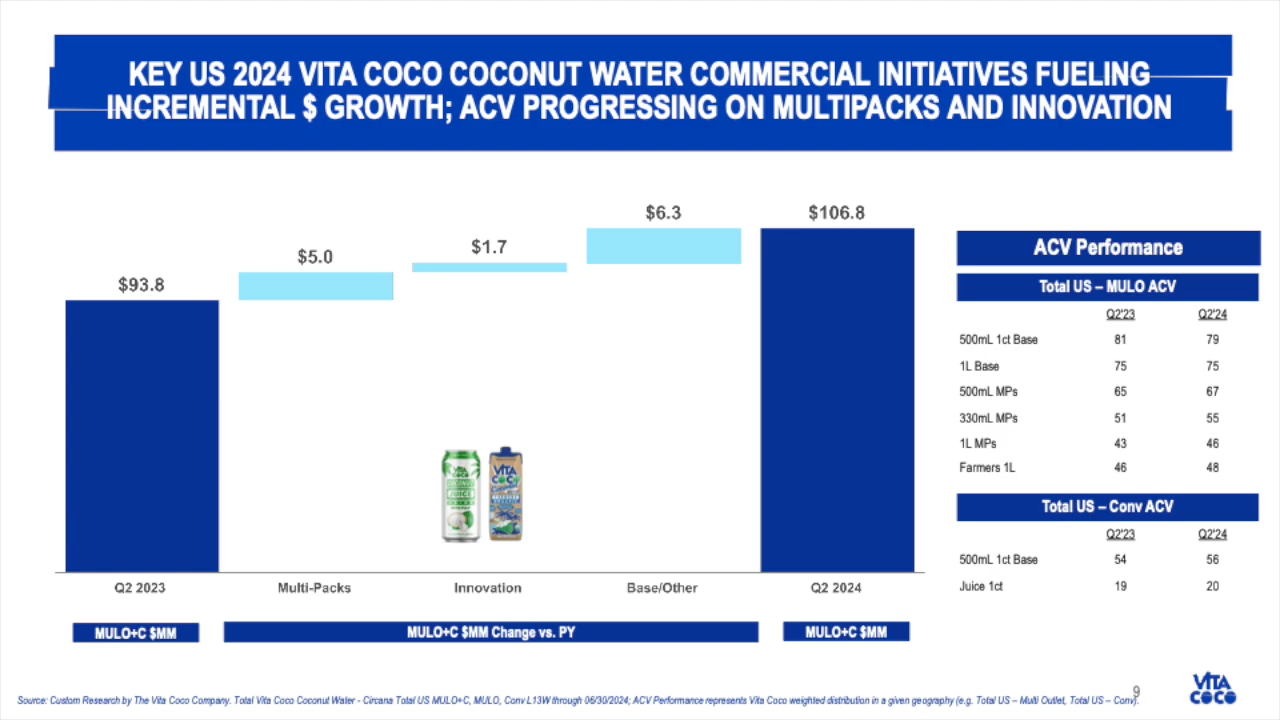 KEY US 2024 VITA COCO COCONUT WATER COMMERCIAL INITIATIVES FUELING
INCREMENTAL $ GROWTH; ACV PROGRESSING ON MULTIPACKS AND INNOVATION
$93.8
$5.0
$1.7
$6.3
$106.8
VITA
COCO
JUICE
VITA
COCO
Q2 2023
Multi-Packs
Innovation
Base/Other
Q2 2024
MULO+C $MM
MULO+C $MM Change vs. PY
MULO+C $MM
ACV Performance
Total US – MULO ACV
Q2'23 Q2'24
500mL 1ct Base 81 79
1L Base 75 75
500mL MPs 65 67
330mL MPs 51 55
1L MPs 43 46
Farmers 1L 46 48
Total US – Conv ACV
Q2'23 Q2'24
500mL 1ct Base 54 56
Juice 1ct 19 20
Source: Custom Research by The Vita Coco Company. Total Vita Coco Coconut Water - Circana Total US MULO+C, MULO, Conv L13W through 06/30/2024; ACV Performance represents Vita Coco weighted distribution in a given geography (e.g. Total US – Multi Outlet, Total US – Conv).
9
VITA
COCO